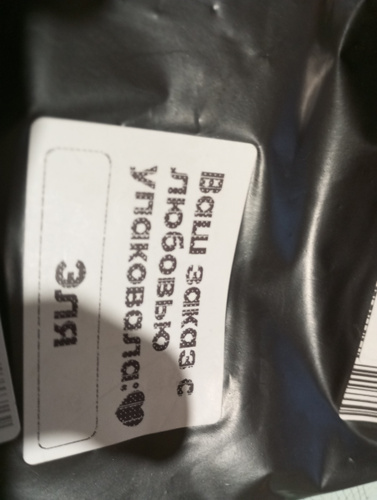 Ваш заказ с
любовью
упаковала:🖤
Эля